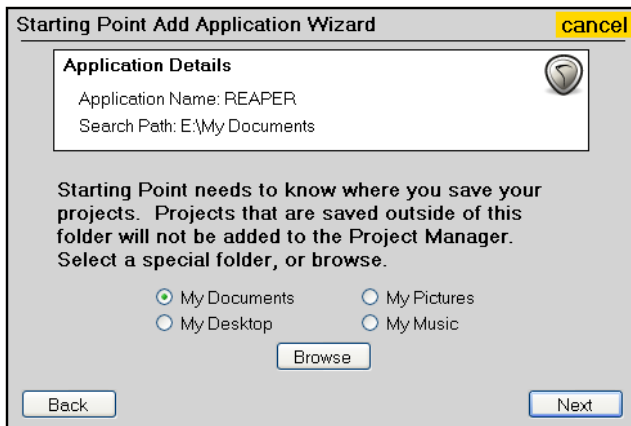 Starting Point Add Application Wizard cancel
Application Details
Application Name: REAPER
Search Path: E:\My Documents
Starting Point needs to know where you save your
projects.  Projects that are saved outside of this
folder will not be added to the Project Manager.
Select a special folder, or browse.
My Documents My Pictures
My Desktop My Music
Browse
Back Next